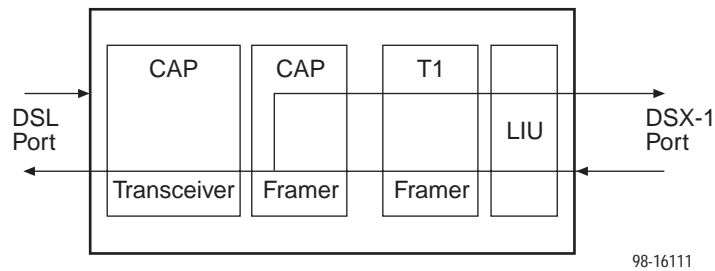 CAP
Transceiver
CAP
Framer
T1
Framer
LIU
DSL
Port
DSX-1
Port
98-16111